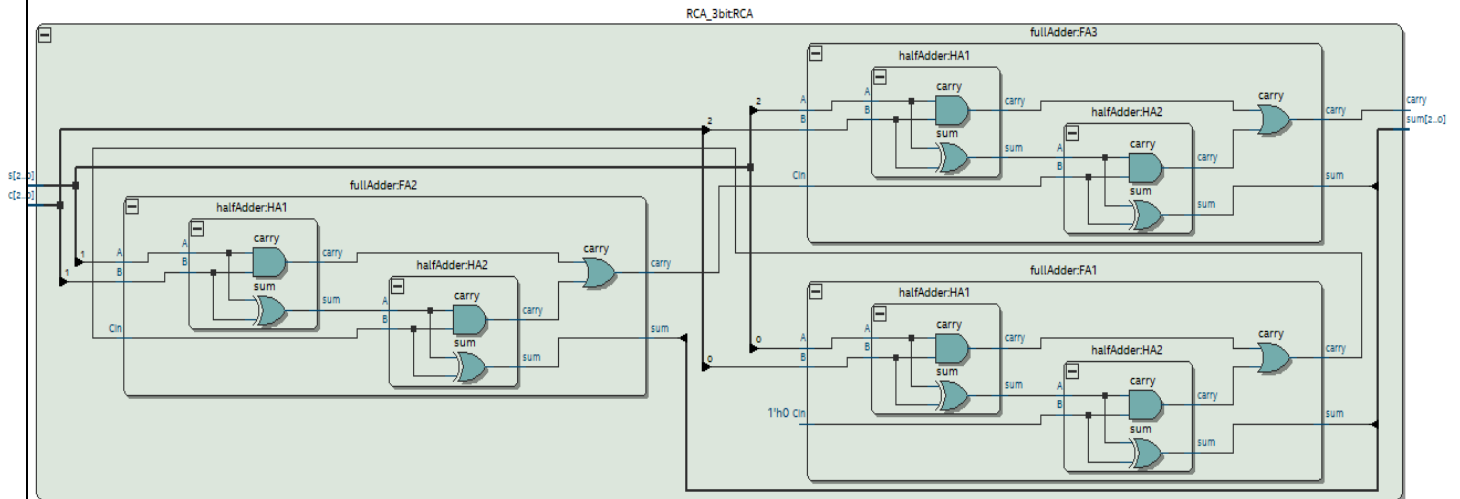 RCA_3bit:RCA
fullAdder:FA3
halfAdder:HA1
A
B
A
B
carry
carry
sum
sum
carry
carry
halfAdder:HA2
A
B
carry
carry
sum
sum
Cin
sum
carry
sum[2..0]
2
2
s[2..0]
c[2..0]
fullAdder:FA2
halfAdder:HA1
1
1
A
B
A
B
carry
carry
sum
sum
carry
carry
halfAdder:HA2
A
B
carry
carry
sum
sum
Cin
sum
fullAdder:FA1
halfAdder:HA1
0
0
A
B
A
B
carry
carry
sum
sum
carry
carry
halfAdder:HA2
A
B
carry
carry
sum
sum
1'h0 Cin
sum